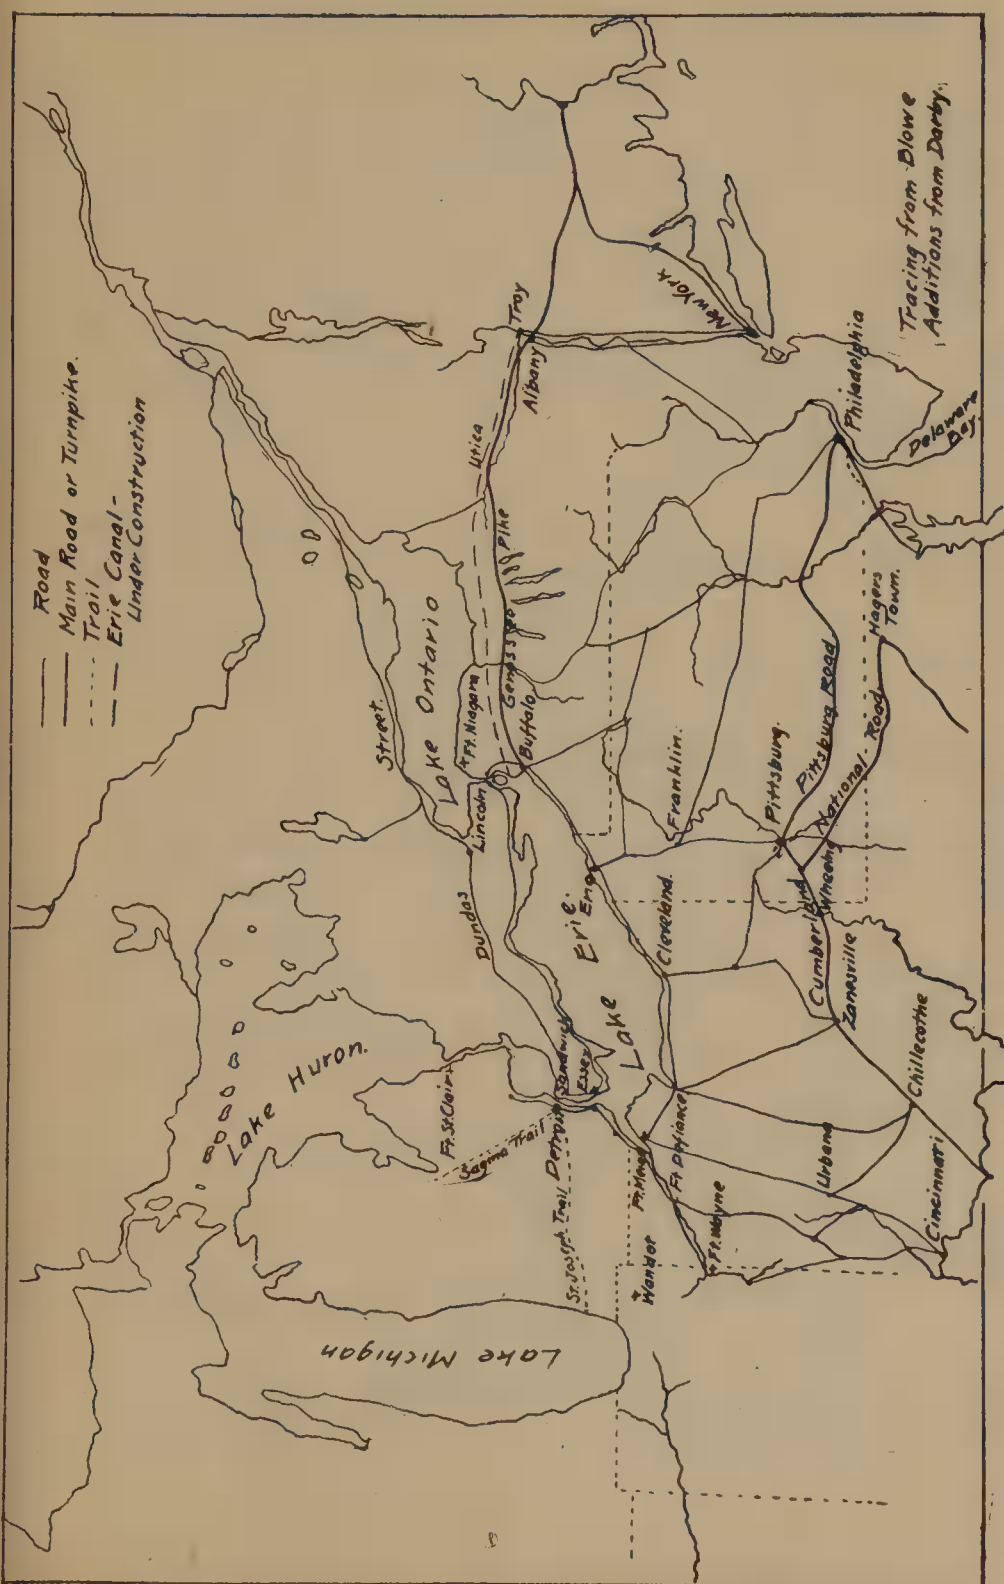 Road
Main Road or Turnpike.
Trail
Erie Canal -
Under Construction
Tracing from Blowe
Additions from Darby.
Lake Michigan
Lake Huron.
Lake Ontario
Lake Erie
Street.
Dundas
Lincoln
Ft. Niagara
Buffalo
Genessee Pike
Utica
Albany
Troy
New York
Philadelphia
Delaware
Bay.
Hagers
Town.
Pittsburg Road
National Road
Pittsburg.
Franklin.
Erie
Cleveland.
Cumberland
Wheeling
Zanesville
Chillecothe
Cincinnati
Urbana
Ft. Defiance
Ft. Wayne
Wandot
St. Joseph Trail
Detroit
Sandwich
Essex
Sagina Trail
Ft. St. Clair